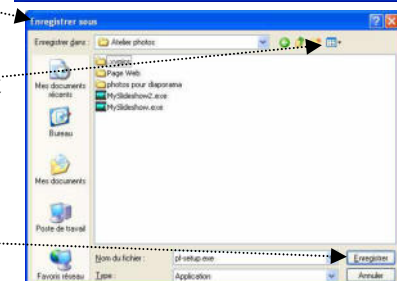 Enregistrer sous
Enregistrer dans :
Atelier photos
Page Web
photos pour diaporama
MySlideshow2.exe
MySlideshow.exe
Mes documents récents
Bureau
Mes documents
Poste de travail
Favoris réseau
Nom du fichier :
pl-setup.exe
Enregistrer
Type :
Application
Annuler